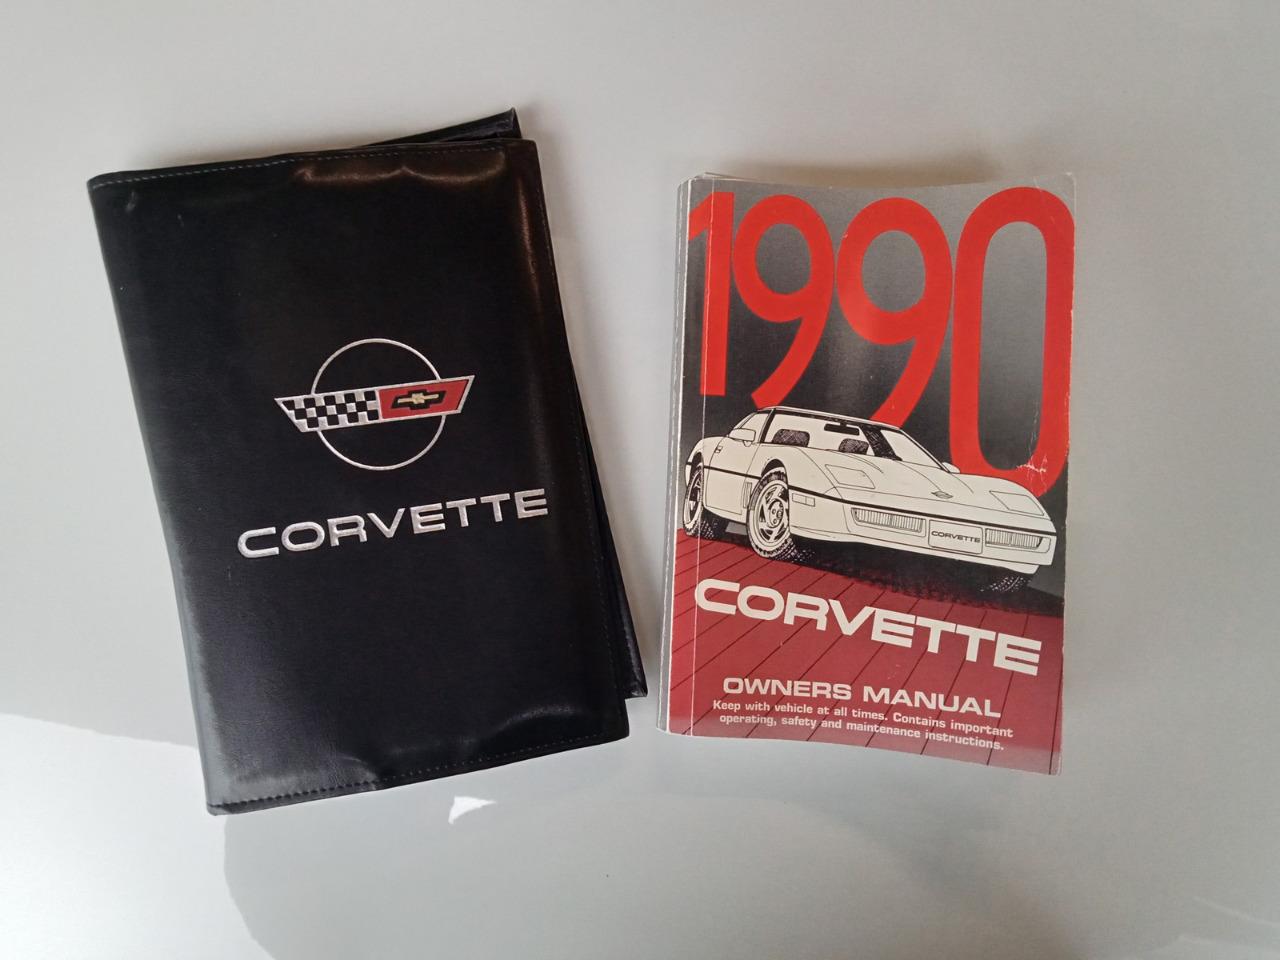 CORVETTE
1990
CORVETTE
CORVETTE
OWNERS MANUAL
Keep with vehicle at all times. Contains important
operating, safety and maintenance instructions.